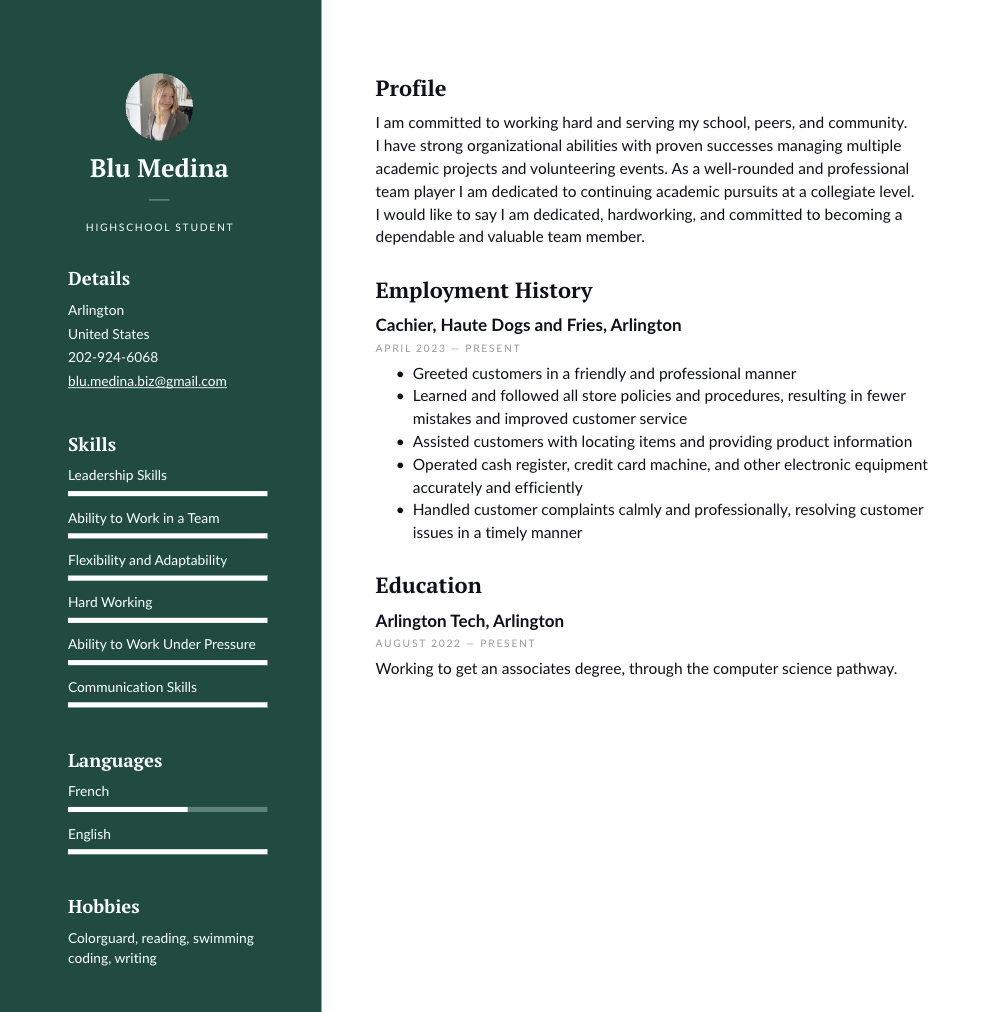 Blu Medina
HIGHSCHOOL STUDENT
Details
Arlington
United States
202-924-6068
blu.medina.biz@gmail.com
Skills
Leadership Skills
Ability to Work in a Team
Flexibility and Adaptability
Hard Working
Ability to Work Under Pressure
Communication Skills
Languages
French
English
Hobbies
Colorguard, reading, swimming
coding, writing
Profile
I am committed to working hard and serving my school, peers, and community.
I have strong organizational abilities with proven successes managing multiple
academic projects and volunteering events. As a well-rounded and professional
team player I am dedicated to continuing academic pursuits at a collegiate level.
I would like to say I am dedicated, hardworking, and committed to becoming a
dependable and valuable team member.
Employment History
Cachier, Haute Dogs and Fries, Arlington
APRIL 2023 — PRESENT
• Greeted customers in a friendly and professional manner
• Learned and followed all store policies and procedures, resulting in fewer
mistakes and improved customer service
• Assisted customers with locating items and providing product information
• Operated cash register, credit card machine, and other electronic equipment
accurately and efficiently
• Handled customer complaints calmly and professionally, resolving customer
issues in a timely manner
Education
Arlington Tech, Arlington
AUGUST 2022 — PRESENT
Working to get an associates degree, through the computer science pathway.